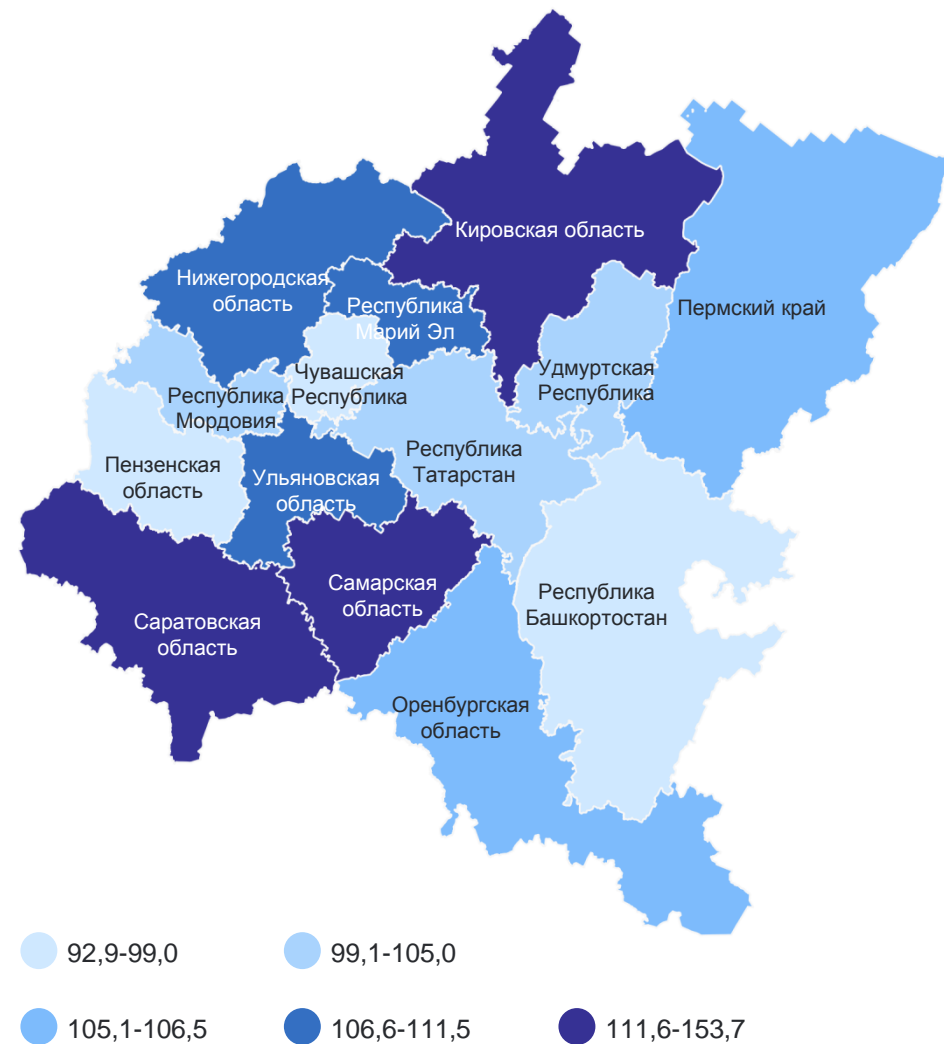 Кировская область
Нижегородская
область
Республика
Марий Эл
Пермский край
Чувашская
Республика
Удмуртская
Республика
Республика
Мордовия
Республика
Татарстан
Пензенская
область
Ульяновская
область
Самарская
область
Республика
Башкортостан
Саратовская
область
Оренбургская
область
92,9-99,0
99,1-105,0
105,1-106,5
106,6-111,5
111,6-153,7